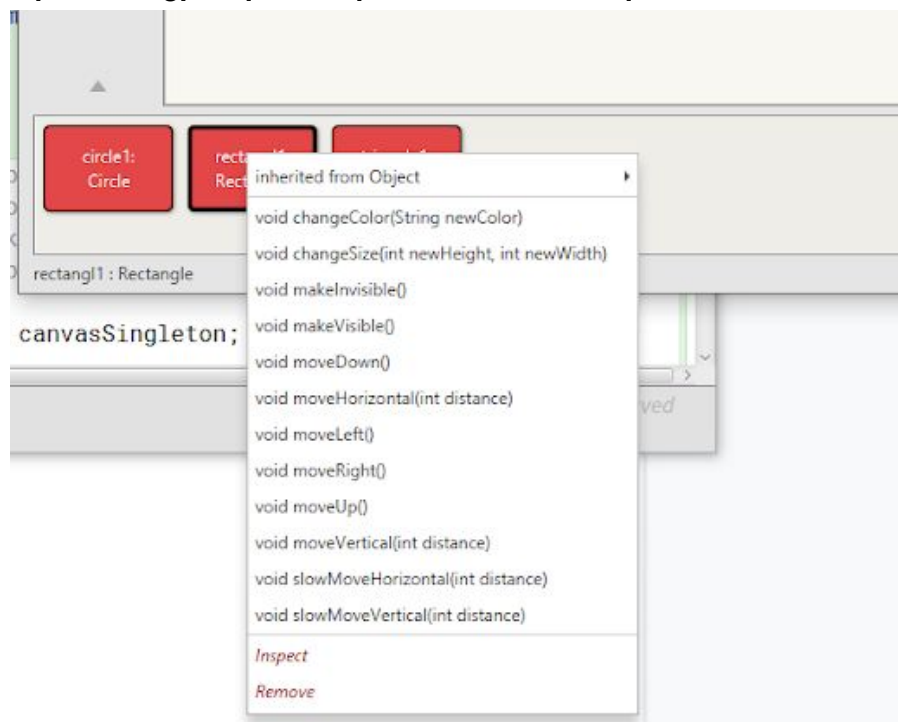 circle1:
Circle
inherited from Object
void changeColor(String newColor)
void changeSize(int newHeight, int newWidth)
void makeInvisible()
void makeVisible()
void moveDown()
void moveHorizontal(int distance)
void moveLeft()
void moveRight()
void moveUp()
void moveVertical(int distance)
void slowMoveHorizontal(int distance)
void slowMoveVertical(int distance)
Inspect
Remove
rectangl1 : Rectangle
canvasSingleton;